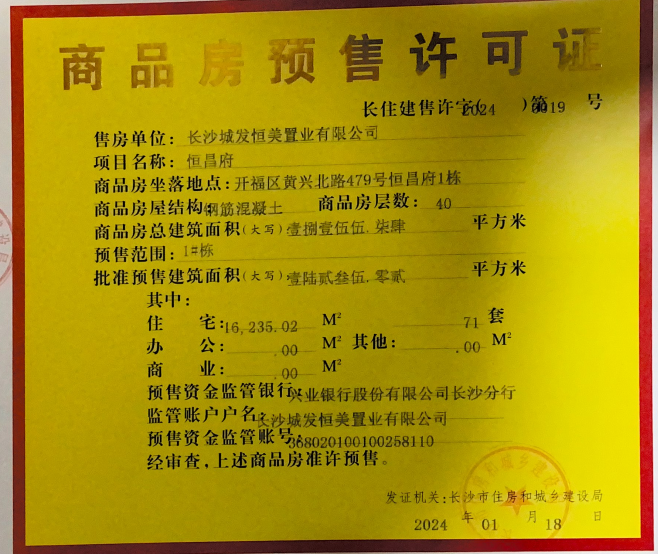 商品房预售许可证
长住建售许字(2024)第0019号
售房单位：长沙城发恒美置业有限公司
项目名称：恒昌府
商品房坐落地点：开福区黄兴北路479号恒昌府1栋
商品房屋结构：钢筋混凝土 商品房层数：40
商品房总建筑面积(大写)：壹捌壹伍伍.柒肆 平方米
预售范围：1#栋
批准预售建筑面积(大写)：壹陆贰叁伍.零贰 平方米
其中：
住宅：16,235.02 M² 71 套
办公：.00 M² 其他：.00 M²
商业：.00 M²
预售资金监管银行：兴业银行股份有限公司长沙分行
监管账户户名：长沙城发恒美置业有限公司
预售资金监管账号：368020100100258110
经审查，上述商品房准许预售。
发证机关：长沙市住房和城乡建设局
2024 年 01 月 18 日